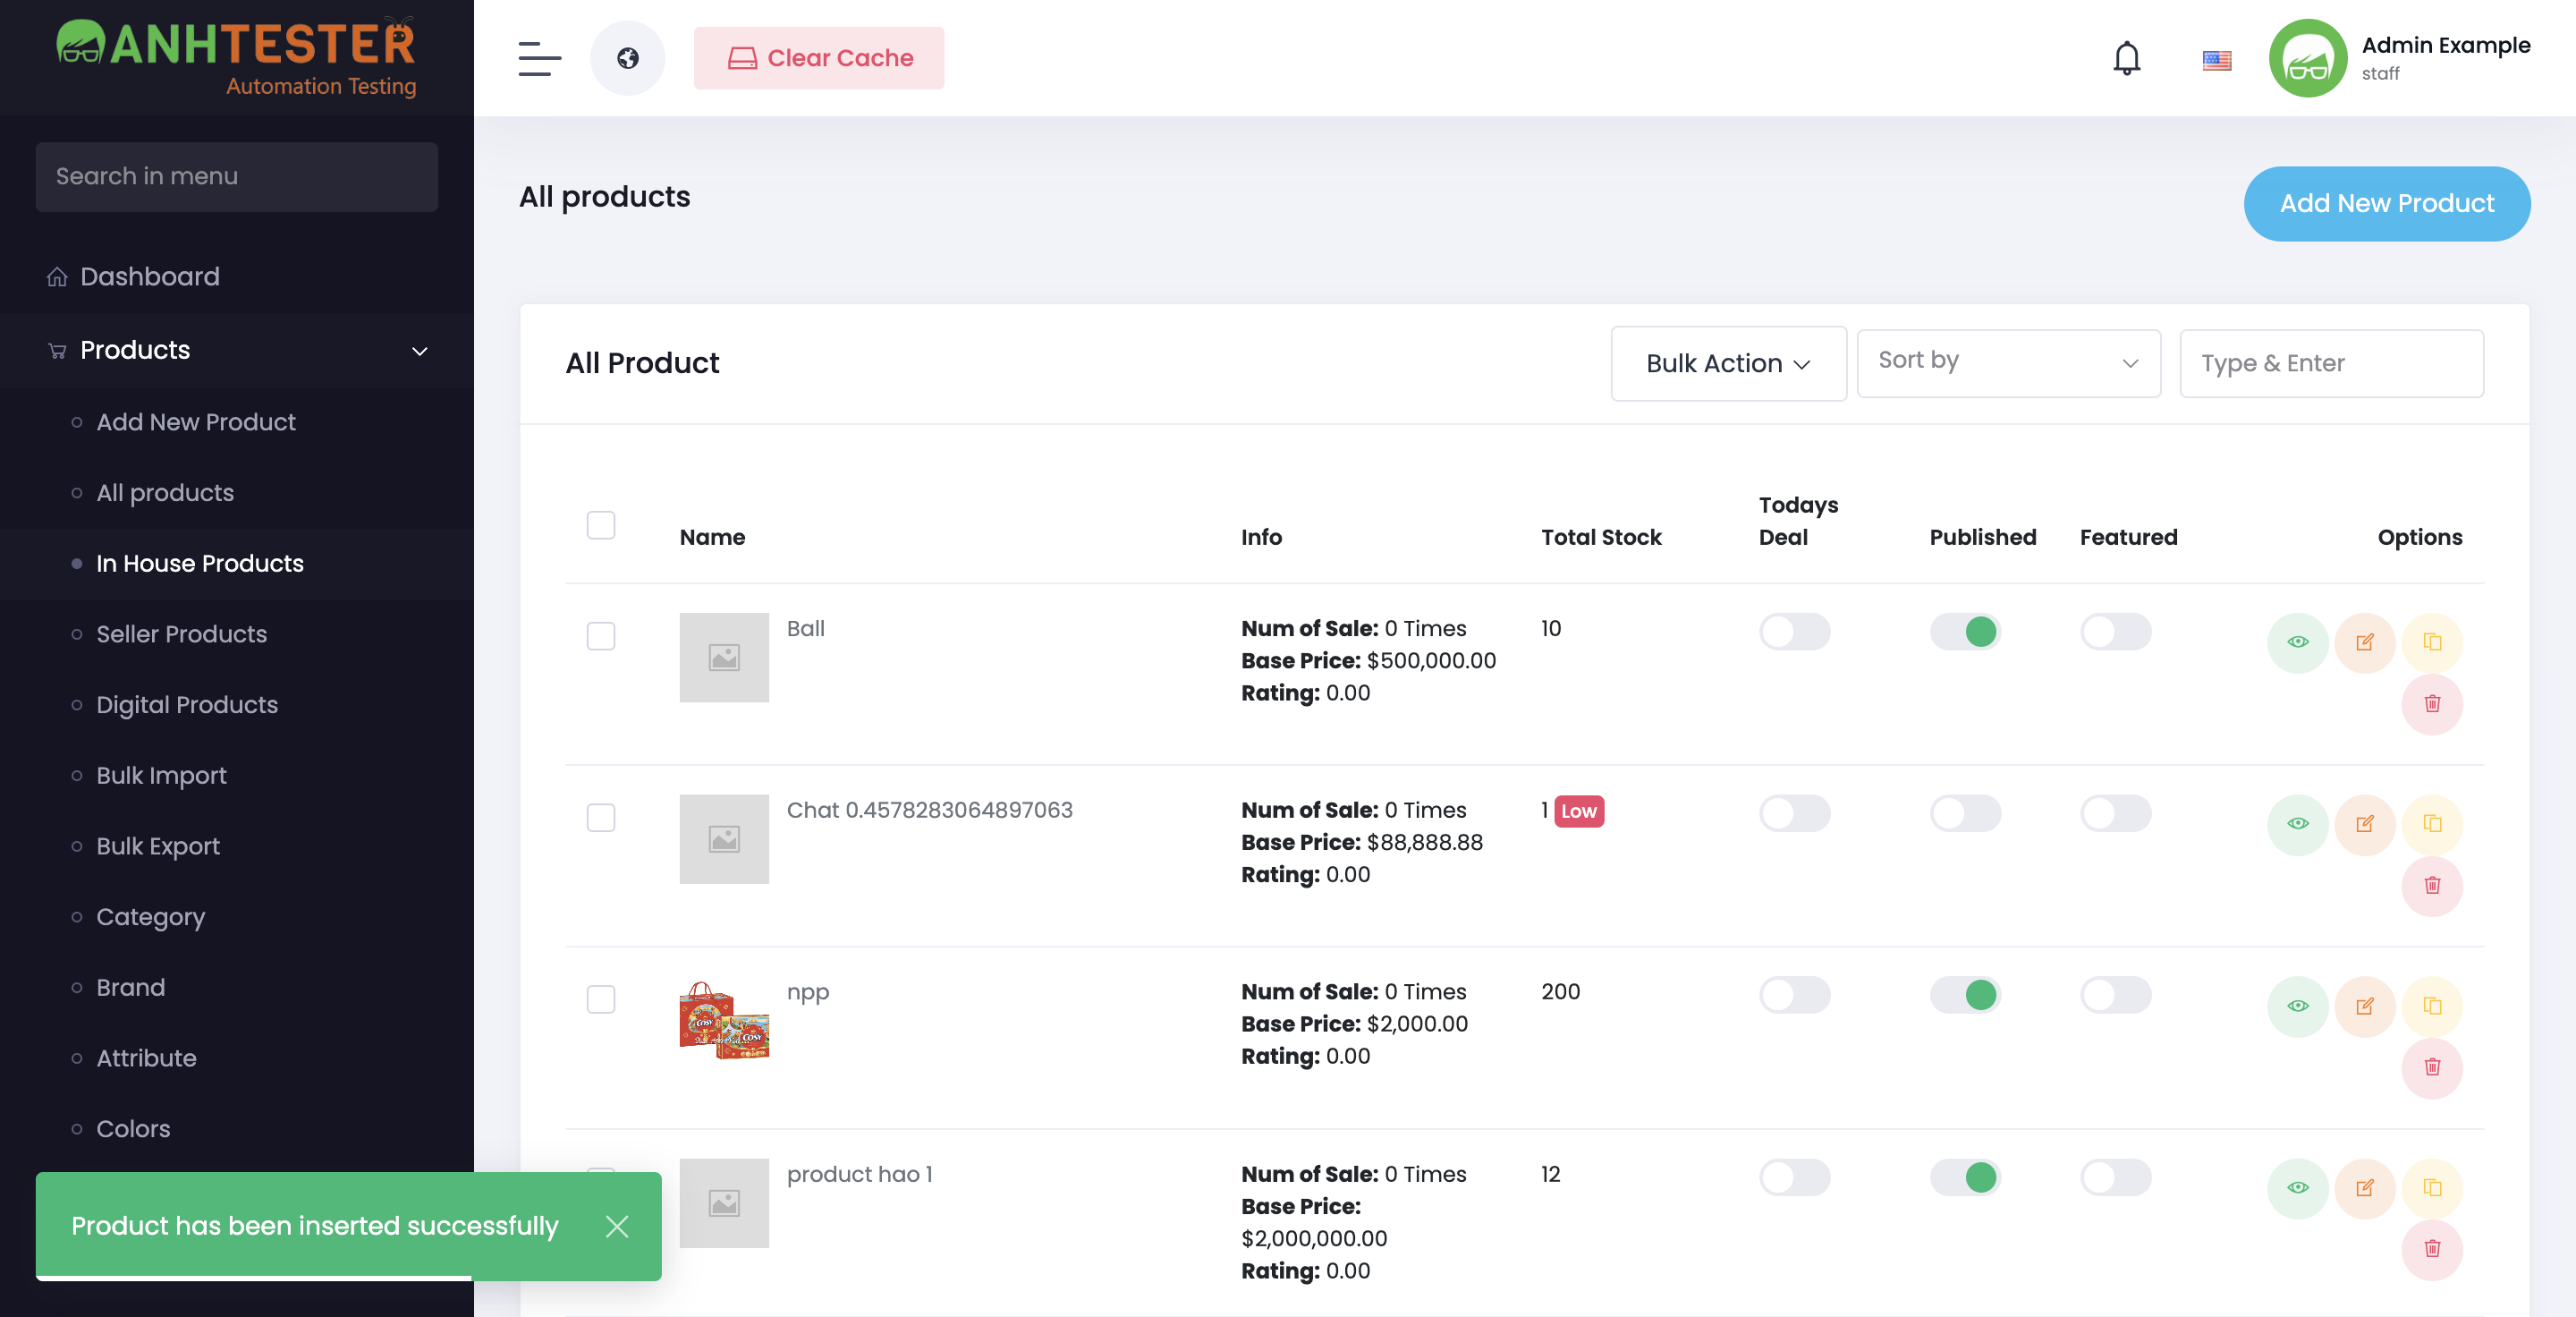 ANHTESTER
Automation Testing
Search in menu
Dashboard
Products
Add New Product
All products
In House Products
Seller Products
Digital Products
Bulk Import
Bulk Export
Category
Brand
Attribute
Colors
Product has been inserted successfully
Clear Cache
Admin Example
staff
All products
Add New Product
All Product
Bulk Action
Sort by
Type & Enter
Name
Info
Total Stock
Todays
Deal
Published
Featured
Options
Ball
Num of Sale: 0 Times
Base Price: $500,000.00
Rating: 0.00
10
Chat 0.4578283064897063
Num of Sale: 0 Times
Base Price: $88,888.88
Rating: 0.00
1 Low
COSY
COSY
npp
Num of Sale: 0 Times
Base Price: $2,000.00
Rating: 0.00
200
product hao 1
Num of Sale: 0 Times
Base Price:
$2,000,000.00
Rating: 0.00
12